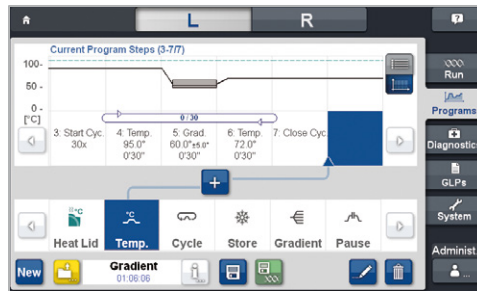 L
R
?
Current Program Steps (3-7/7)
100-
50 -
0 -
[°C]
0 / 30
3: Start Cyc.
30x
4: Temp.
95.0°
0'30"
5: Grad.
60.0°±5.0°
0'30"
6: Temp.
72.0°
0'30"
7: Close Cyc.
Run
Programs
Diagnostic
GLPs
System
Administ.
+
°C
°C
Heat Lid
Temp.
Cycle
Store
Gradient
Pause
New
Gradient
01:06:06